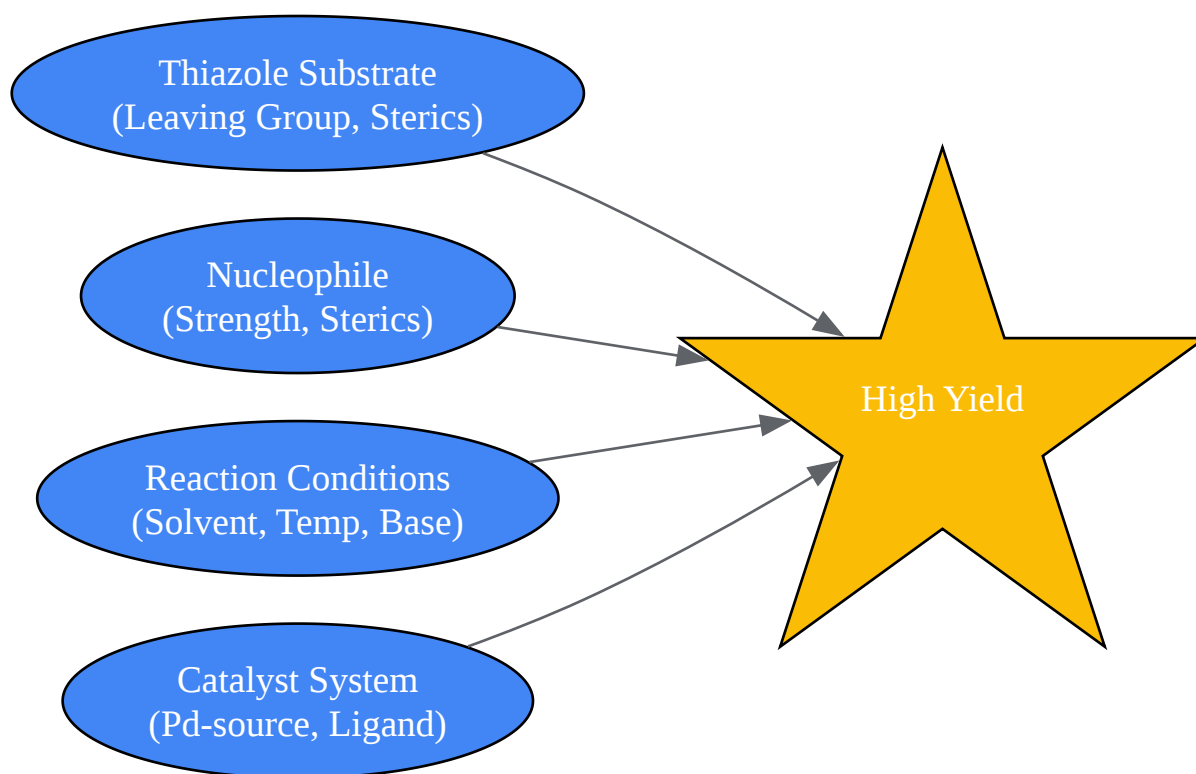 Thiazole Substrate
(Leaving Group, Sterics)
Nucleophile
(Strength, Sterics)
High Yield
Reaction Conditions
(Solvent, Temp, Base)
Catalyst System
(Pd-source, Ligand)